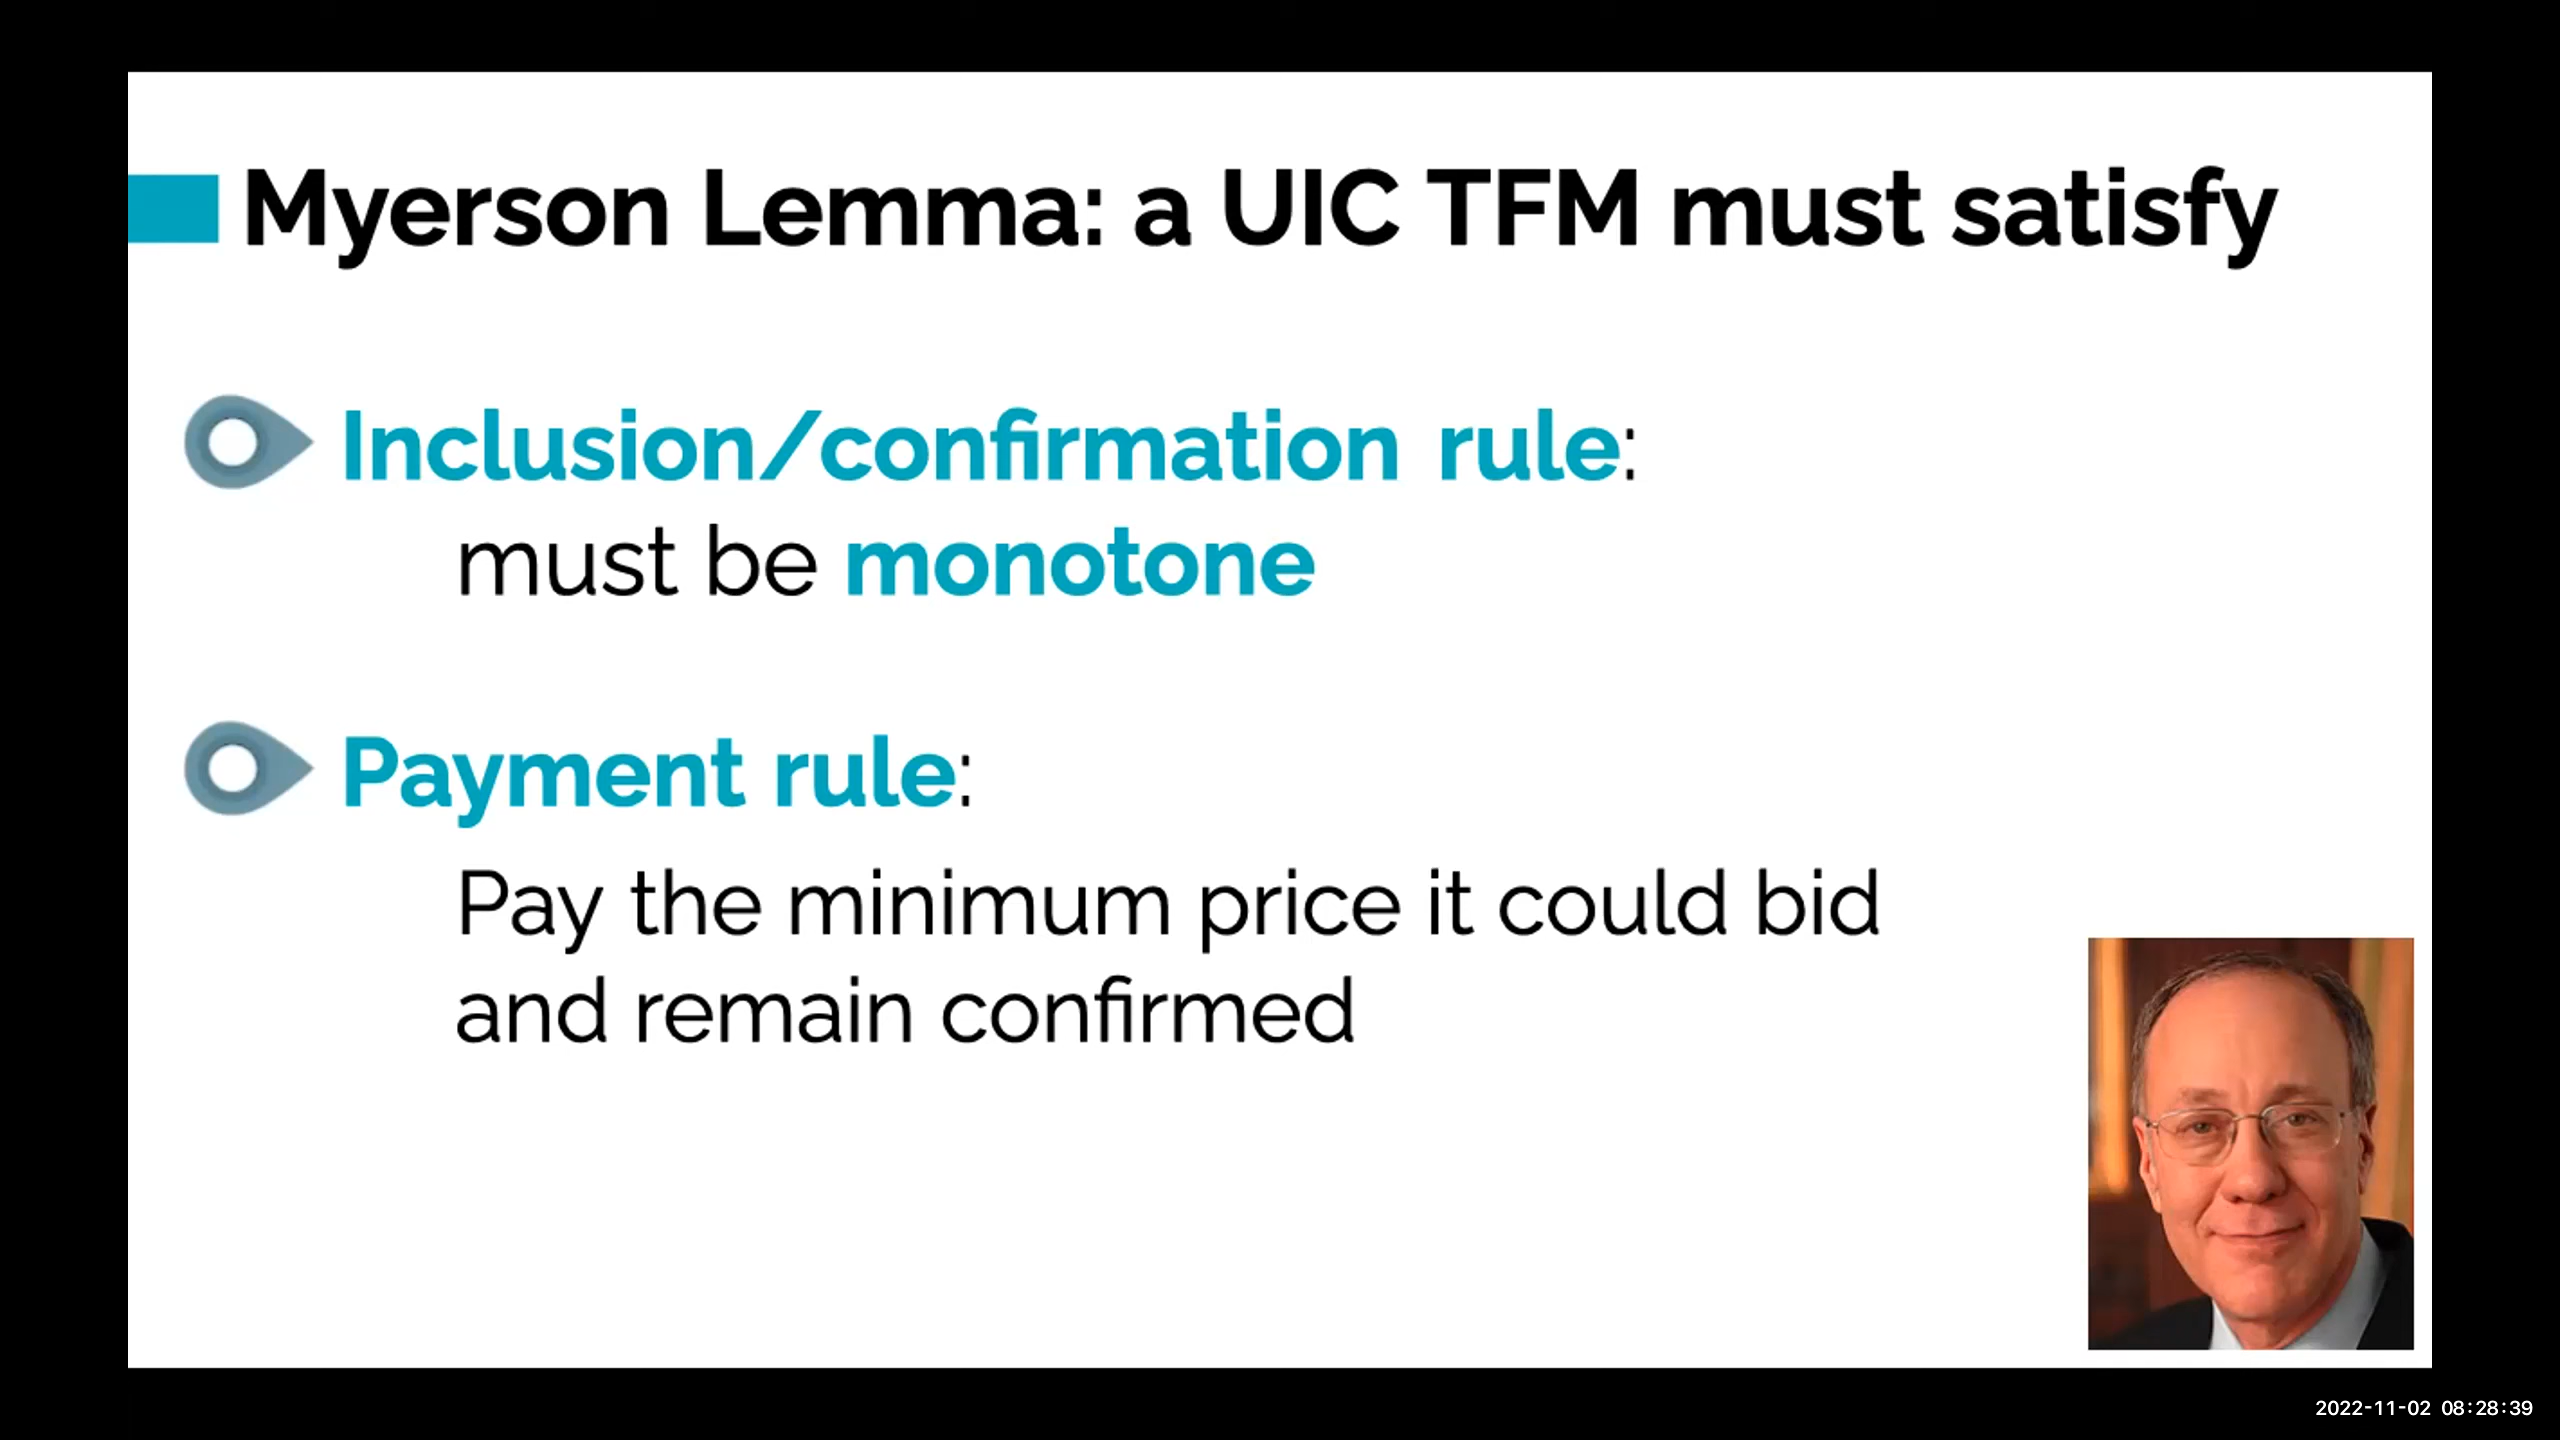 Myerson Lemma: a UIC TFM must satisfy
Inclusion/confirmation rule:
must be monotone
Payment rule:
Pay the minimum price it could bid
and remain confirmed
2022-11-02 08:28:39